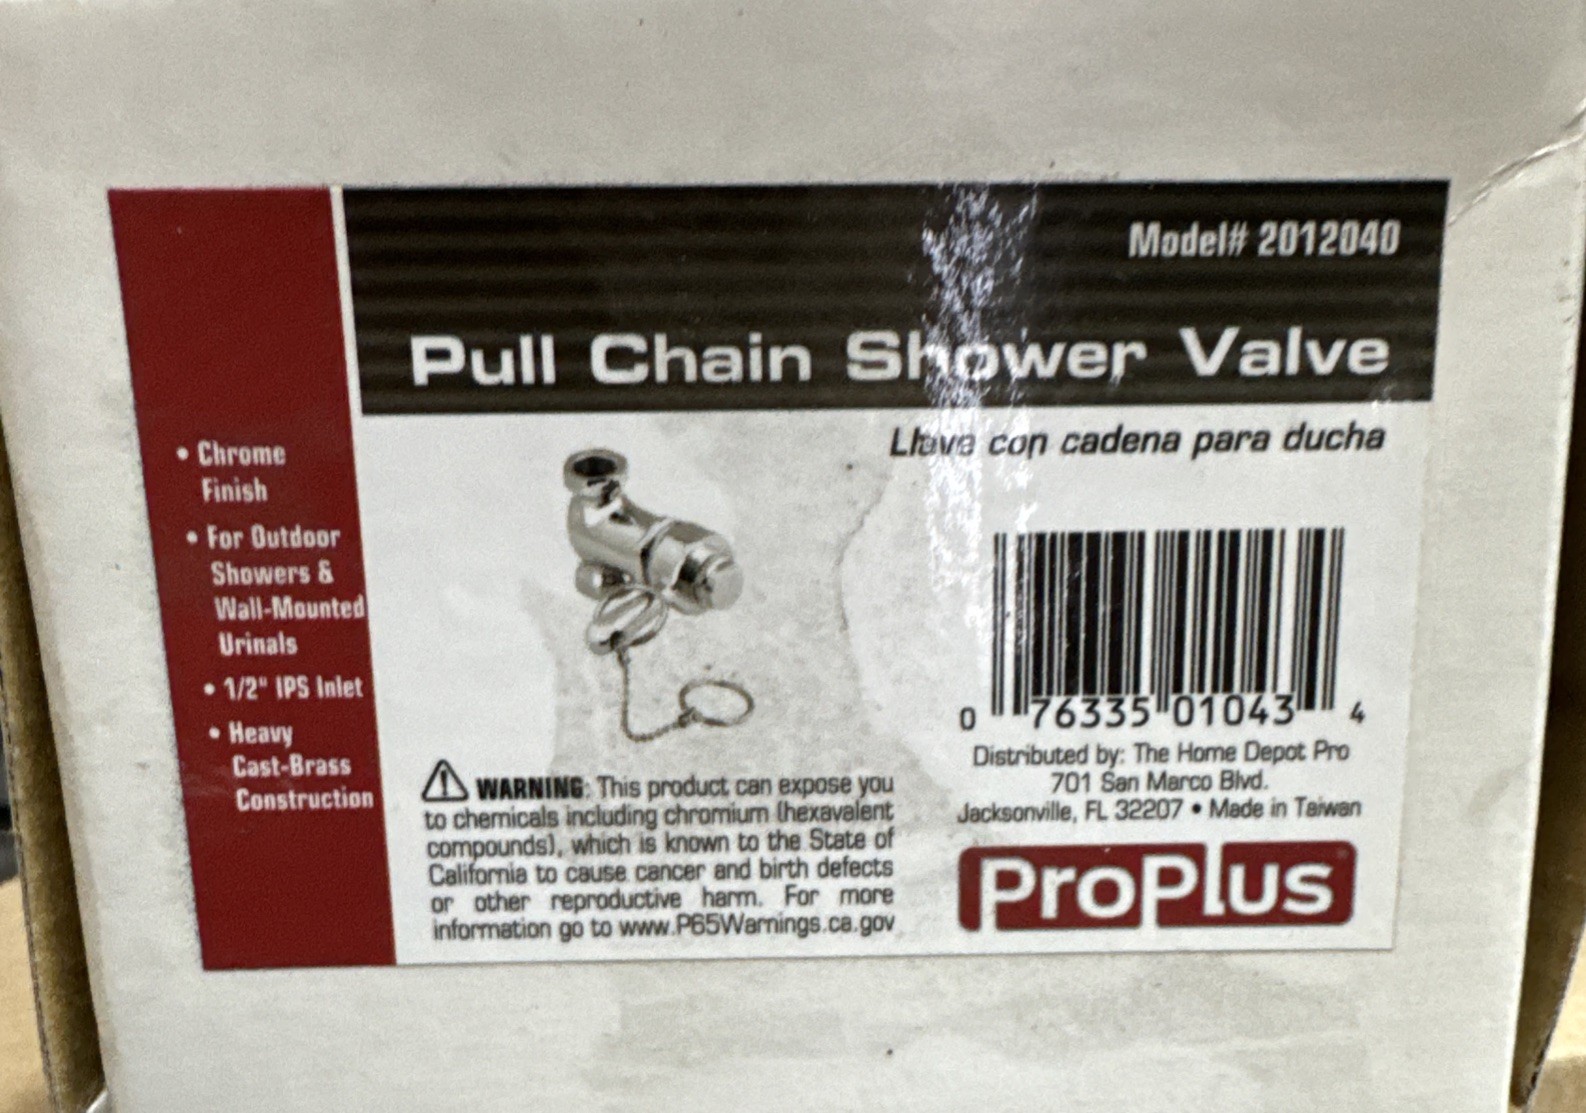 Model# 2012040
Pull Chain Shower Valve
Llave con cadena para ducha
• Chrome
Finish
• For Outdoor
Showers &
Wall-Mounted
Urinals
• 1/2" IPS Inlet
• Heavy
Cast-Brass
Construction
⚠ WARNING: This product can expose you
to chemicals including chromium (hexavalent
compounds), which is known to the State of
California to cause cancer and birth defects
or other reproductive harm. For more
information go to www.P65Warnings.ca.gov
0 76335 01043 4
Distributed by: The Home Depot Pro
701 San Marco Blvd.
Jacksonville, FL 32207 • Made in Taiwan
ProPlus